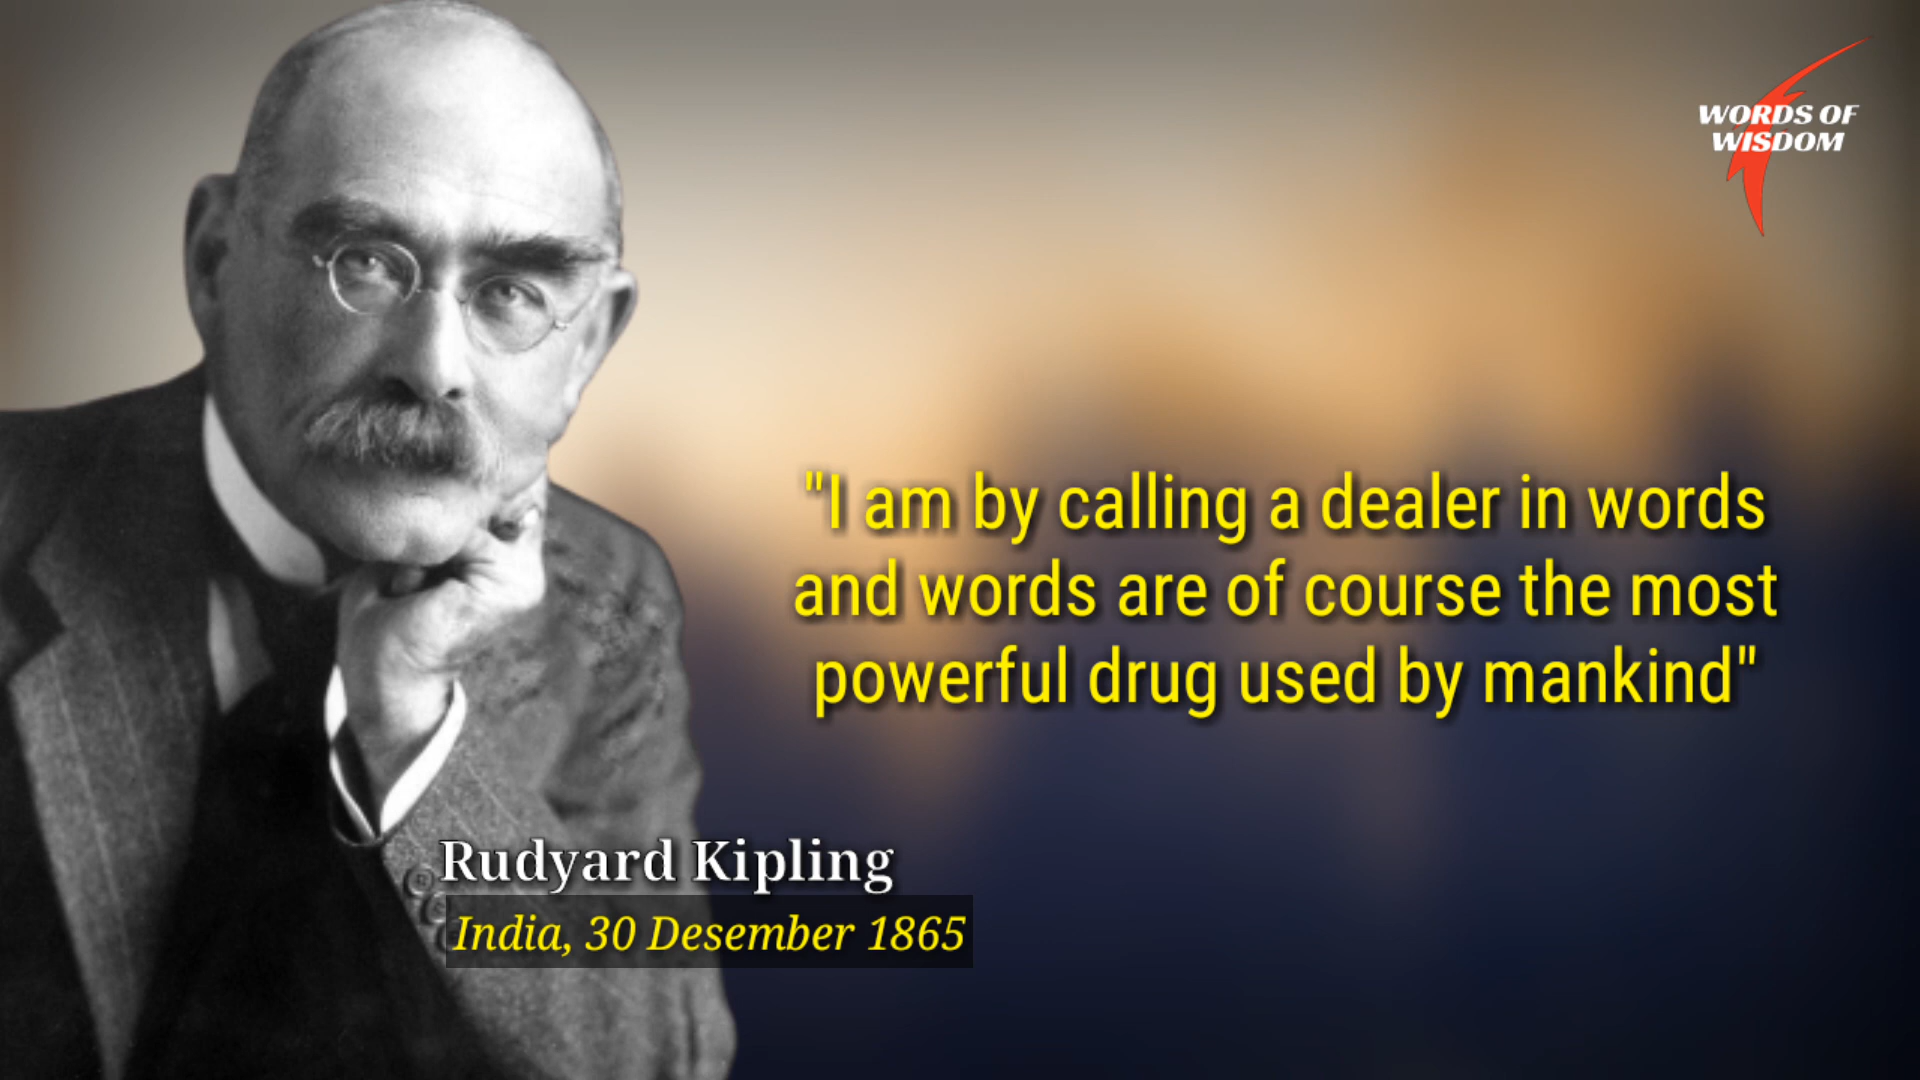 WORDS OF
WISDOM
"I am by calling a dealer in words
and words are of course the most
powerful drug used by mankind"
Rudyard Kipling
India, 30 Desember 1865